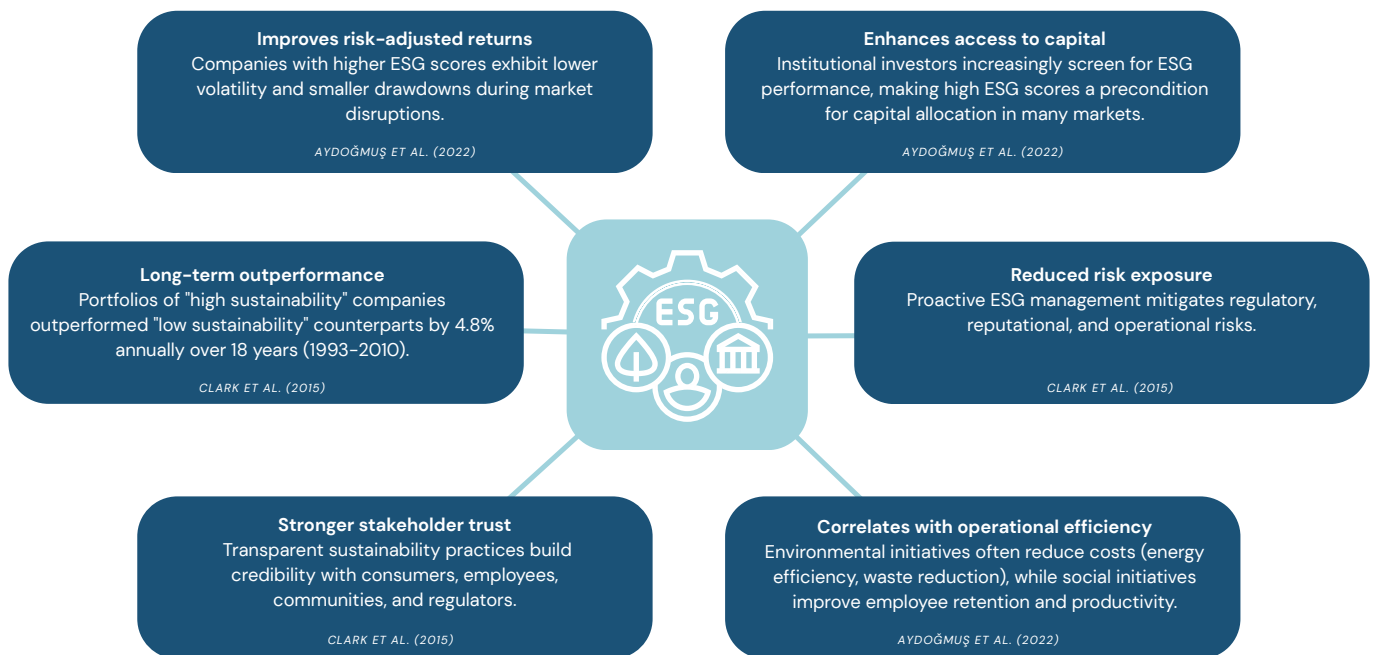 Improves risk-adjusted returns
Companies with higher ESG scores exhibit lower
volatility and smaller drawdowns during market
disruptions.
AYDOĞMUŞ ET AL. (2022)
Enhances access to capital
Institutional investors increasingly screen for ESG
performance, making high ESG scores a precondition
for capital allocation in many markets.
AYDOĞMUŞ ET AL. (2022)
Long-term outperformance
Portfolios of "high sustainability" companies
outperformed "low sustainability" counterparts by 4.8%
annually over 18 years (1993-2010).
CLARK ET AL. (2015)
ESG
Reduced risk exposure
Proactive ESG management mitigates regulatory,
reputational, and operational risks.
CLARK ET AL. (2015)
Stronger stakeholder trust
Transparent sustainability practices build
credibility with consumers, employees,
communities, and regulators.
CLARK ET AL. (2015)
Correlates with operational efficiency
Environmental initiatives often reduce costs (energy
efficiency, waste reduction), while social initiatives
improve employee retention and productivity.
AYDOĞMUŞ ET AL. (2022)